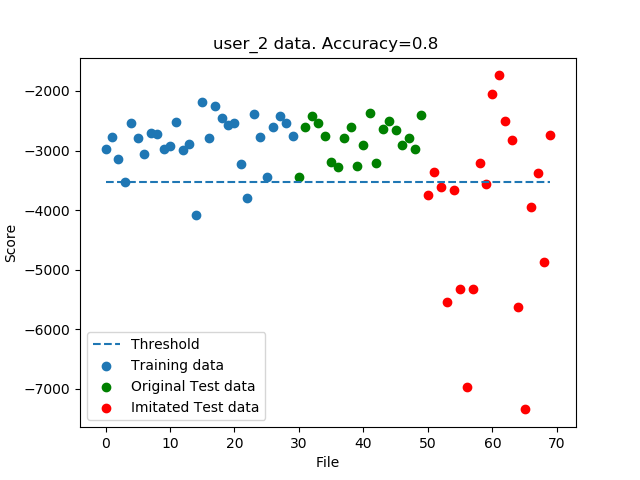 user_2 data. Accuracy=0.8
−2000
−3000
−4000
−5000
−6000
−7000
Score
Threshold
Training data
Original Test data
Imitated Test data
0 10 20 30 40 50 60 70
File